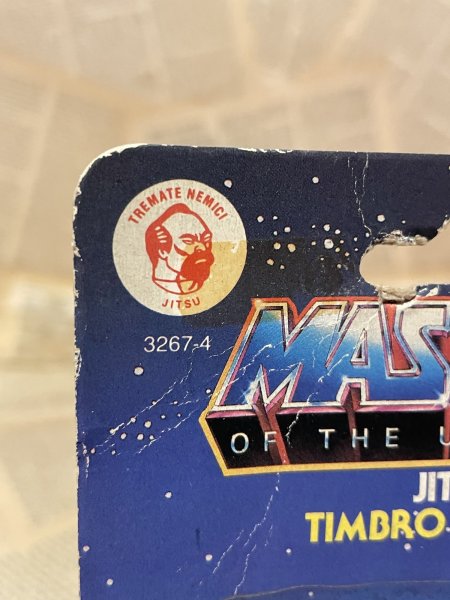 TREMATE NEMICI
JITSU
3267-4
MAS
OF THE U
JIT
TIMBRO-